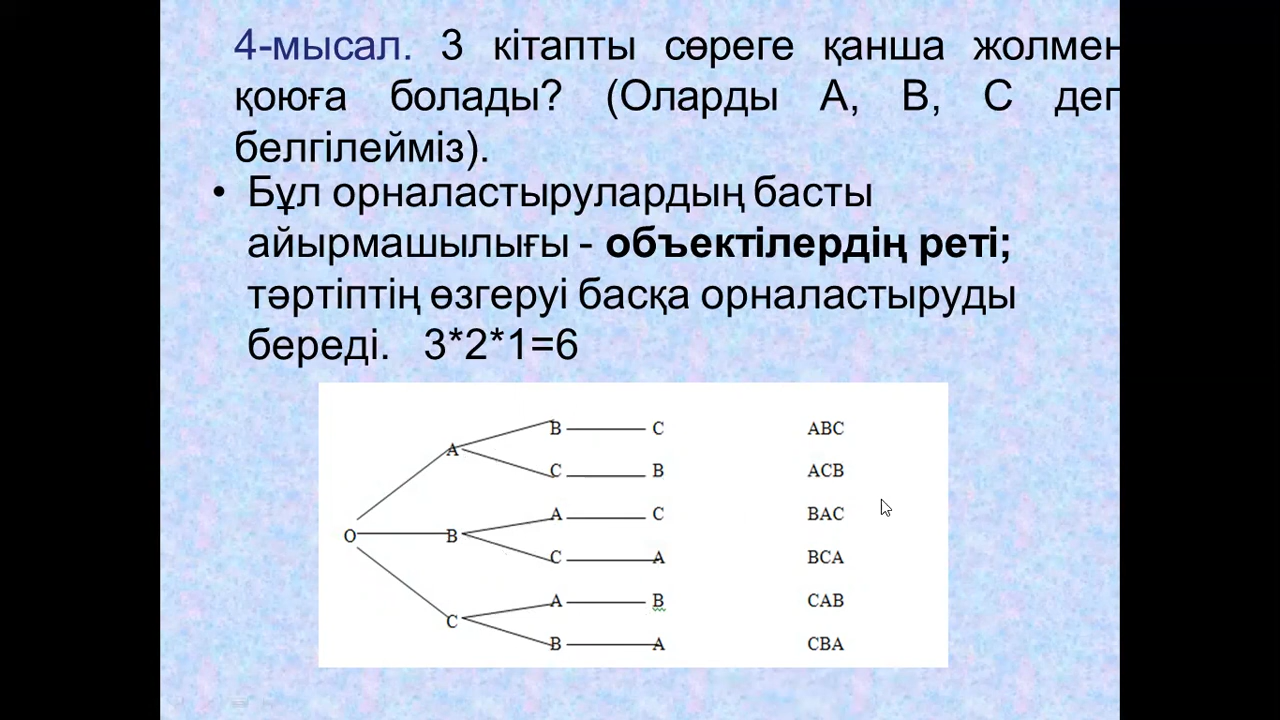 4-мысал. 3 кітапты сөреге қанша жолмен
қоюға болады? (Оларды А, В, С деп
белгілейміз).
• Бұл орналастырулардың басты
айырмашылығы - объектілердің реті;
тәртіптің өзгеруі басқа орналастыруды
береді. 3*2*1=6
B C ABC
A
C B ACB
A C BAC
O B
C A BCA
A B CAB
C
B A CBA